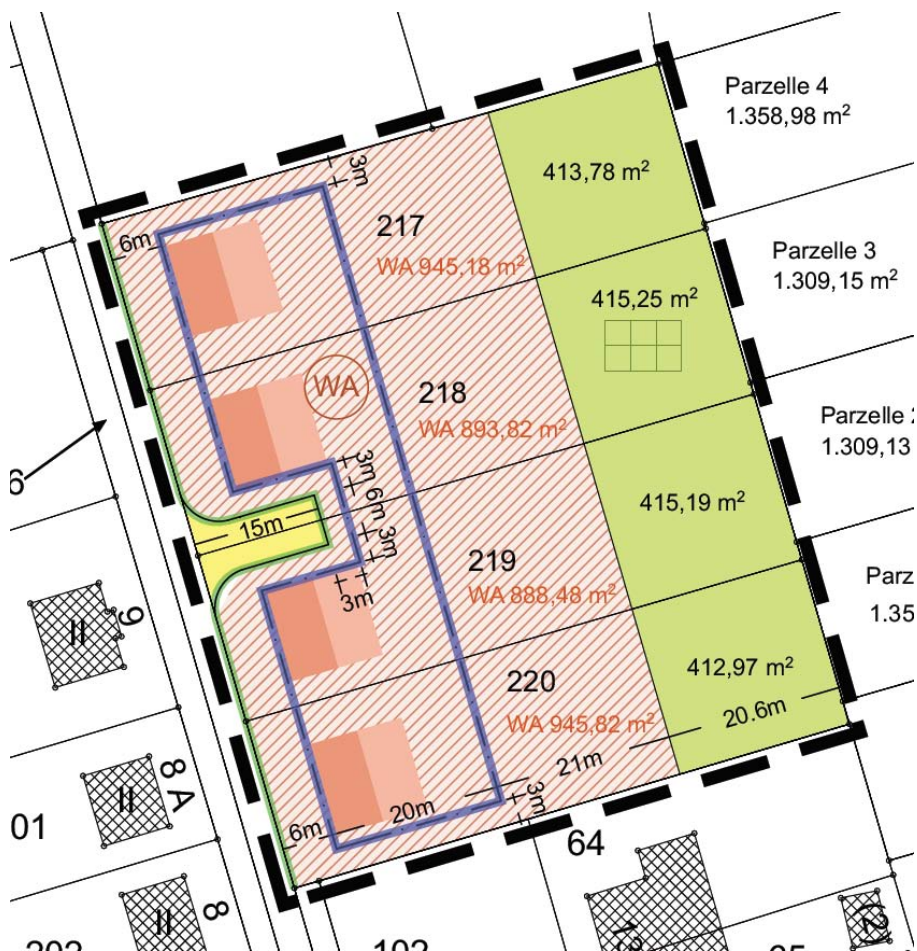 Parzelle 4
1.358,98 m²
3m
413,78 m²
217
6m
WA 945,18 m²
Parzelle 3
1.309,15 m²
415,25 m²
WA
218
WA 893,82 m²
Parzelle 2
1.309,13
6
3m
6m
3m
15m
415,19 m²
219
WA 888,48 m²
3m
Parz
1.35
9
II
220
WA 945,82 m²
412,97 m²
20.6m
21m
8 A
II
20m
3m
6m
01
64
8
II
(2)